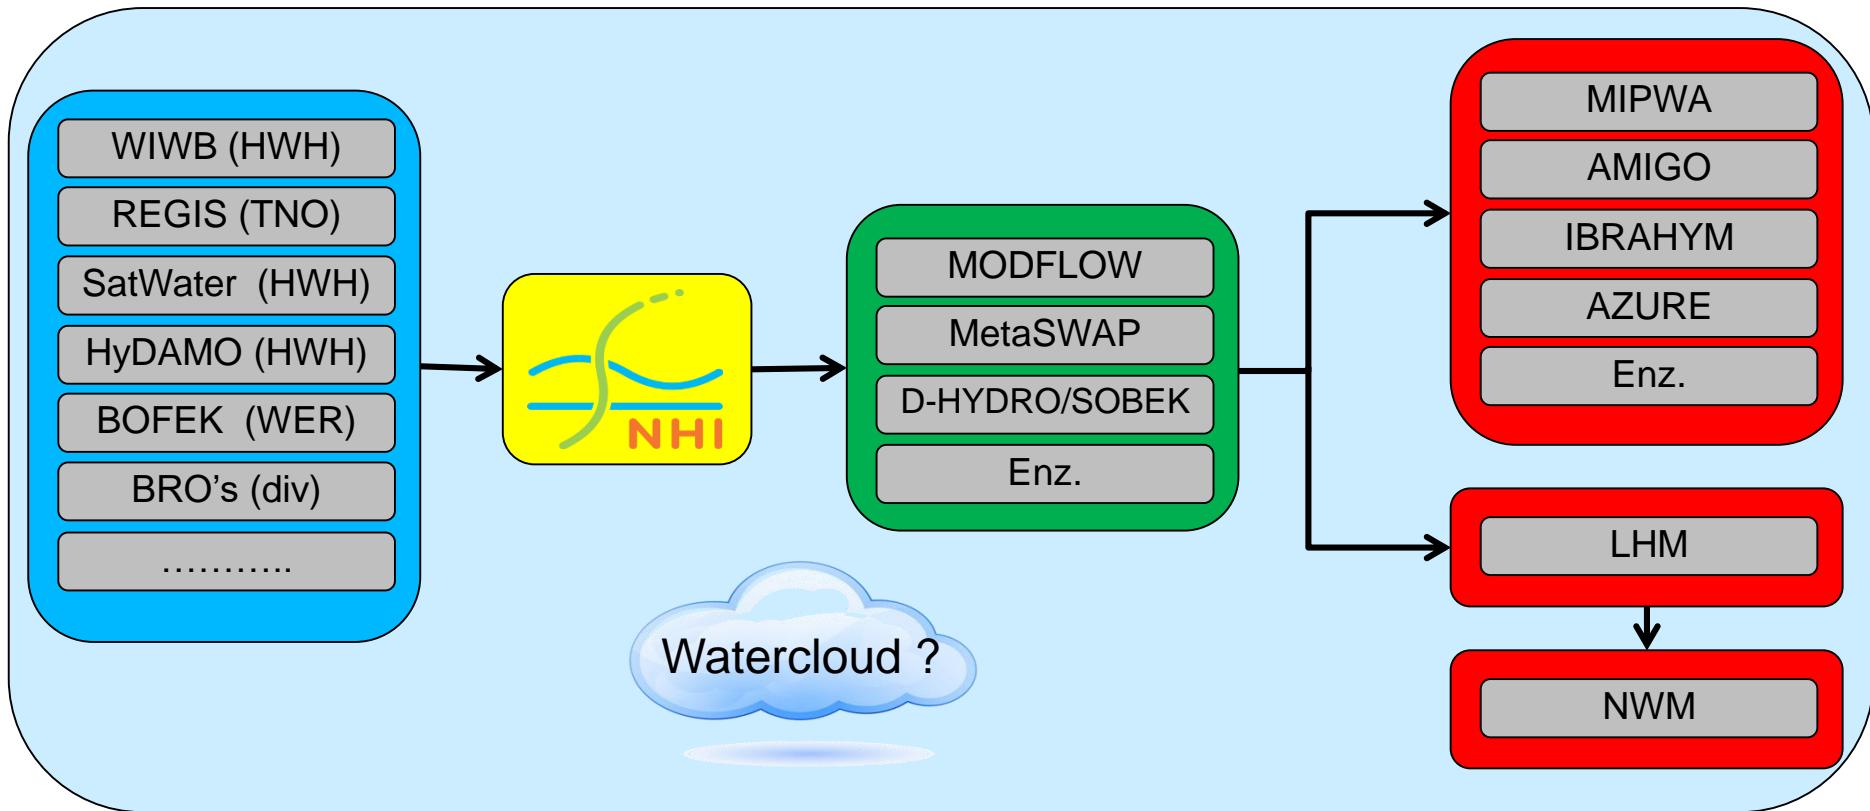 WIWB (HWH)
REGIS (TNO)
SatWater (HWH)
HyDAMO (HWH)
BOFEK (WER)
BRO’s (div)
………..
NHI
MODFLOW
MetaSWAP
D-HYDRO/SOBEK
Enz.
Watercloud ?
MIPWA
AMIGO
IBRAHYM
AZURE
Enz.
LHM
NWM